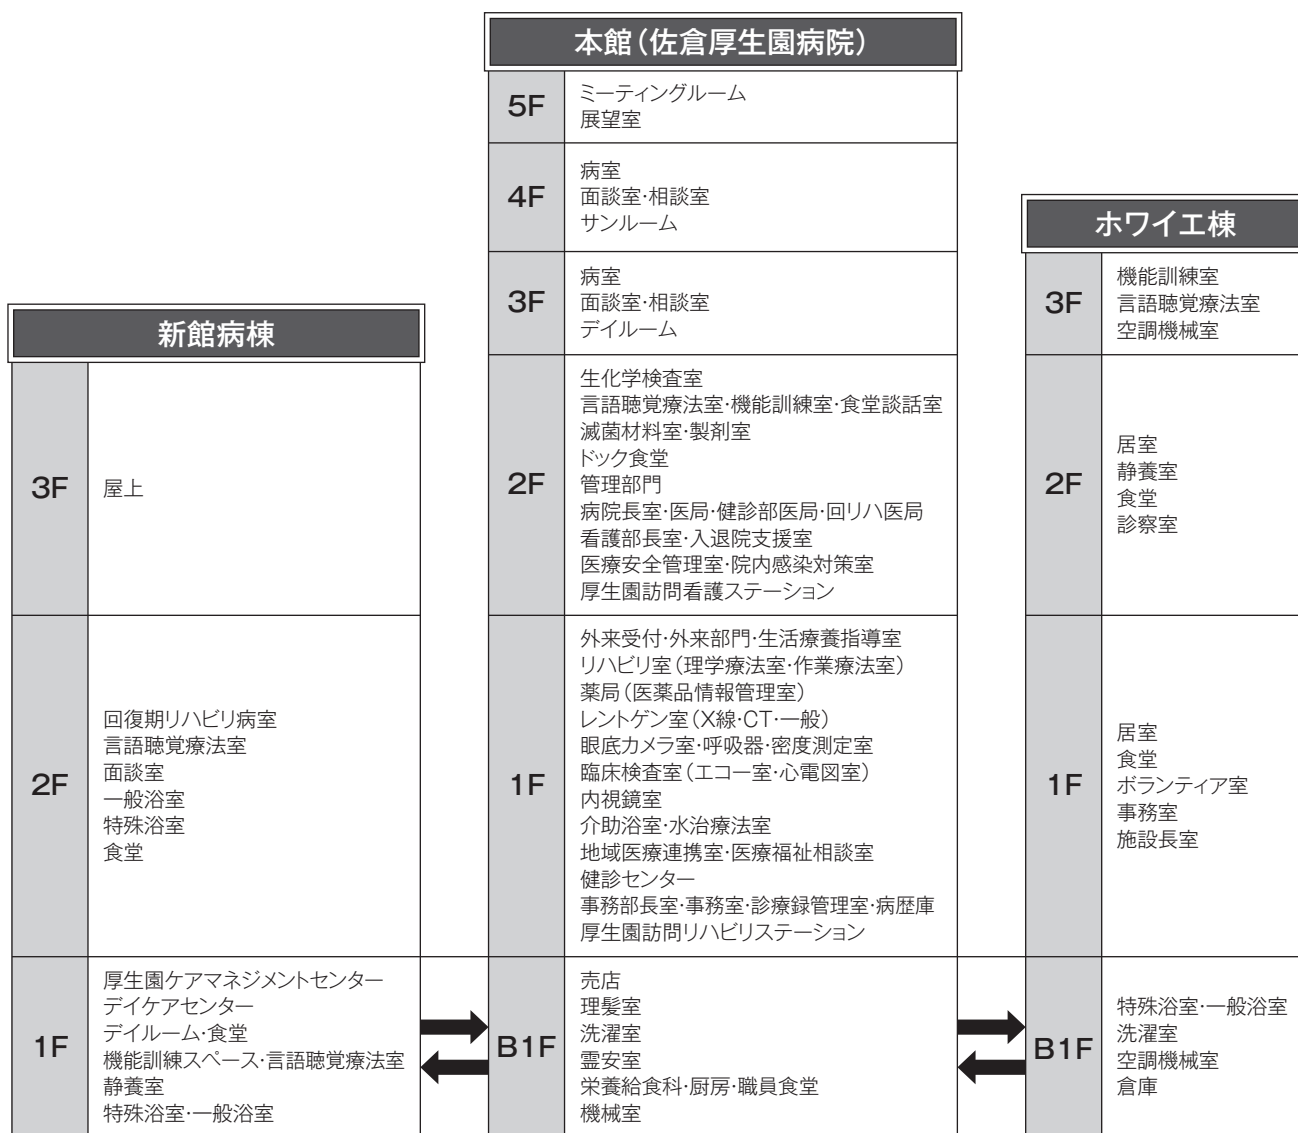 本館(佐倉厚生園病院)
5F
ミーティングルーム
展望室
4F
病室
面談室・相談室
サンルーム
3F
病室
面談室・相談室
デイルーム
2F
生化学検査室
言語聴覚療法室・機能訓練室・食堂談話室
滅菌材料室・製剤室
ドック食堂
管理部門
病院長室・医局・健診部医局・回リハ医局
看護部長室・入退院支援室
医療安全管理室・院内感染対策室
厚生園訪問看護ステーション
1F
外来受付・外来部門・生活療養指導室
リハビリ室(理学療法室・作業療法室)
薬局(医薬品情報管理室)
レントゲン室(X線・CT・一般)
眼底カメラ室・呼吸器・密度測定室
臨床検査室(エコー室・心電図室)
内視鏡室
介助浴室・水治療法室
地域医療連携室・医療福祉相談室
健診センター
事務部長室・事務室・診療録管理室・病歴庫
厚生園訪問リハビリステーション
B1F
売店
理髪室
洗濯室
霊安室
栄養給食科・厨房・職員食堂
機械室
新館病棟
3F
屋上
2F
回復期リハビリ病室
言語聴覚療法室
面談室
一般浴室
特殊浴室
食堂
1F
厚生園ケアマネジメントセンター
デイケアセンター
デイルーム・食堂
機能訓練スペース・言語聴覚療法室
静養室
特殊浴室・一般浴室
ホワイエ棟
3F
機能訓練室
言語聴覚療法室
空調機械室
2F
居室
静養室
食堂
診察室
1F
居室
食堂
ボランティア室
事務室
施設長室
B1F
特殊浴室・一般浴室
洗濯室
空調機械室
倉庫